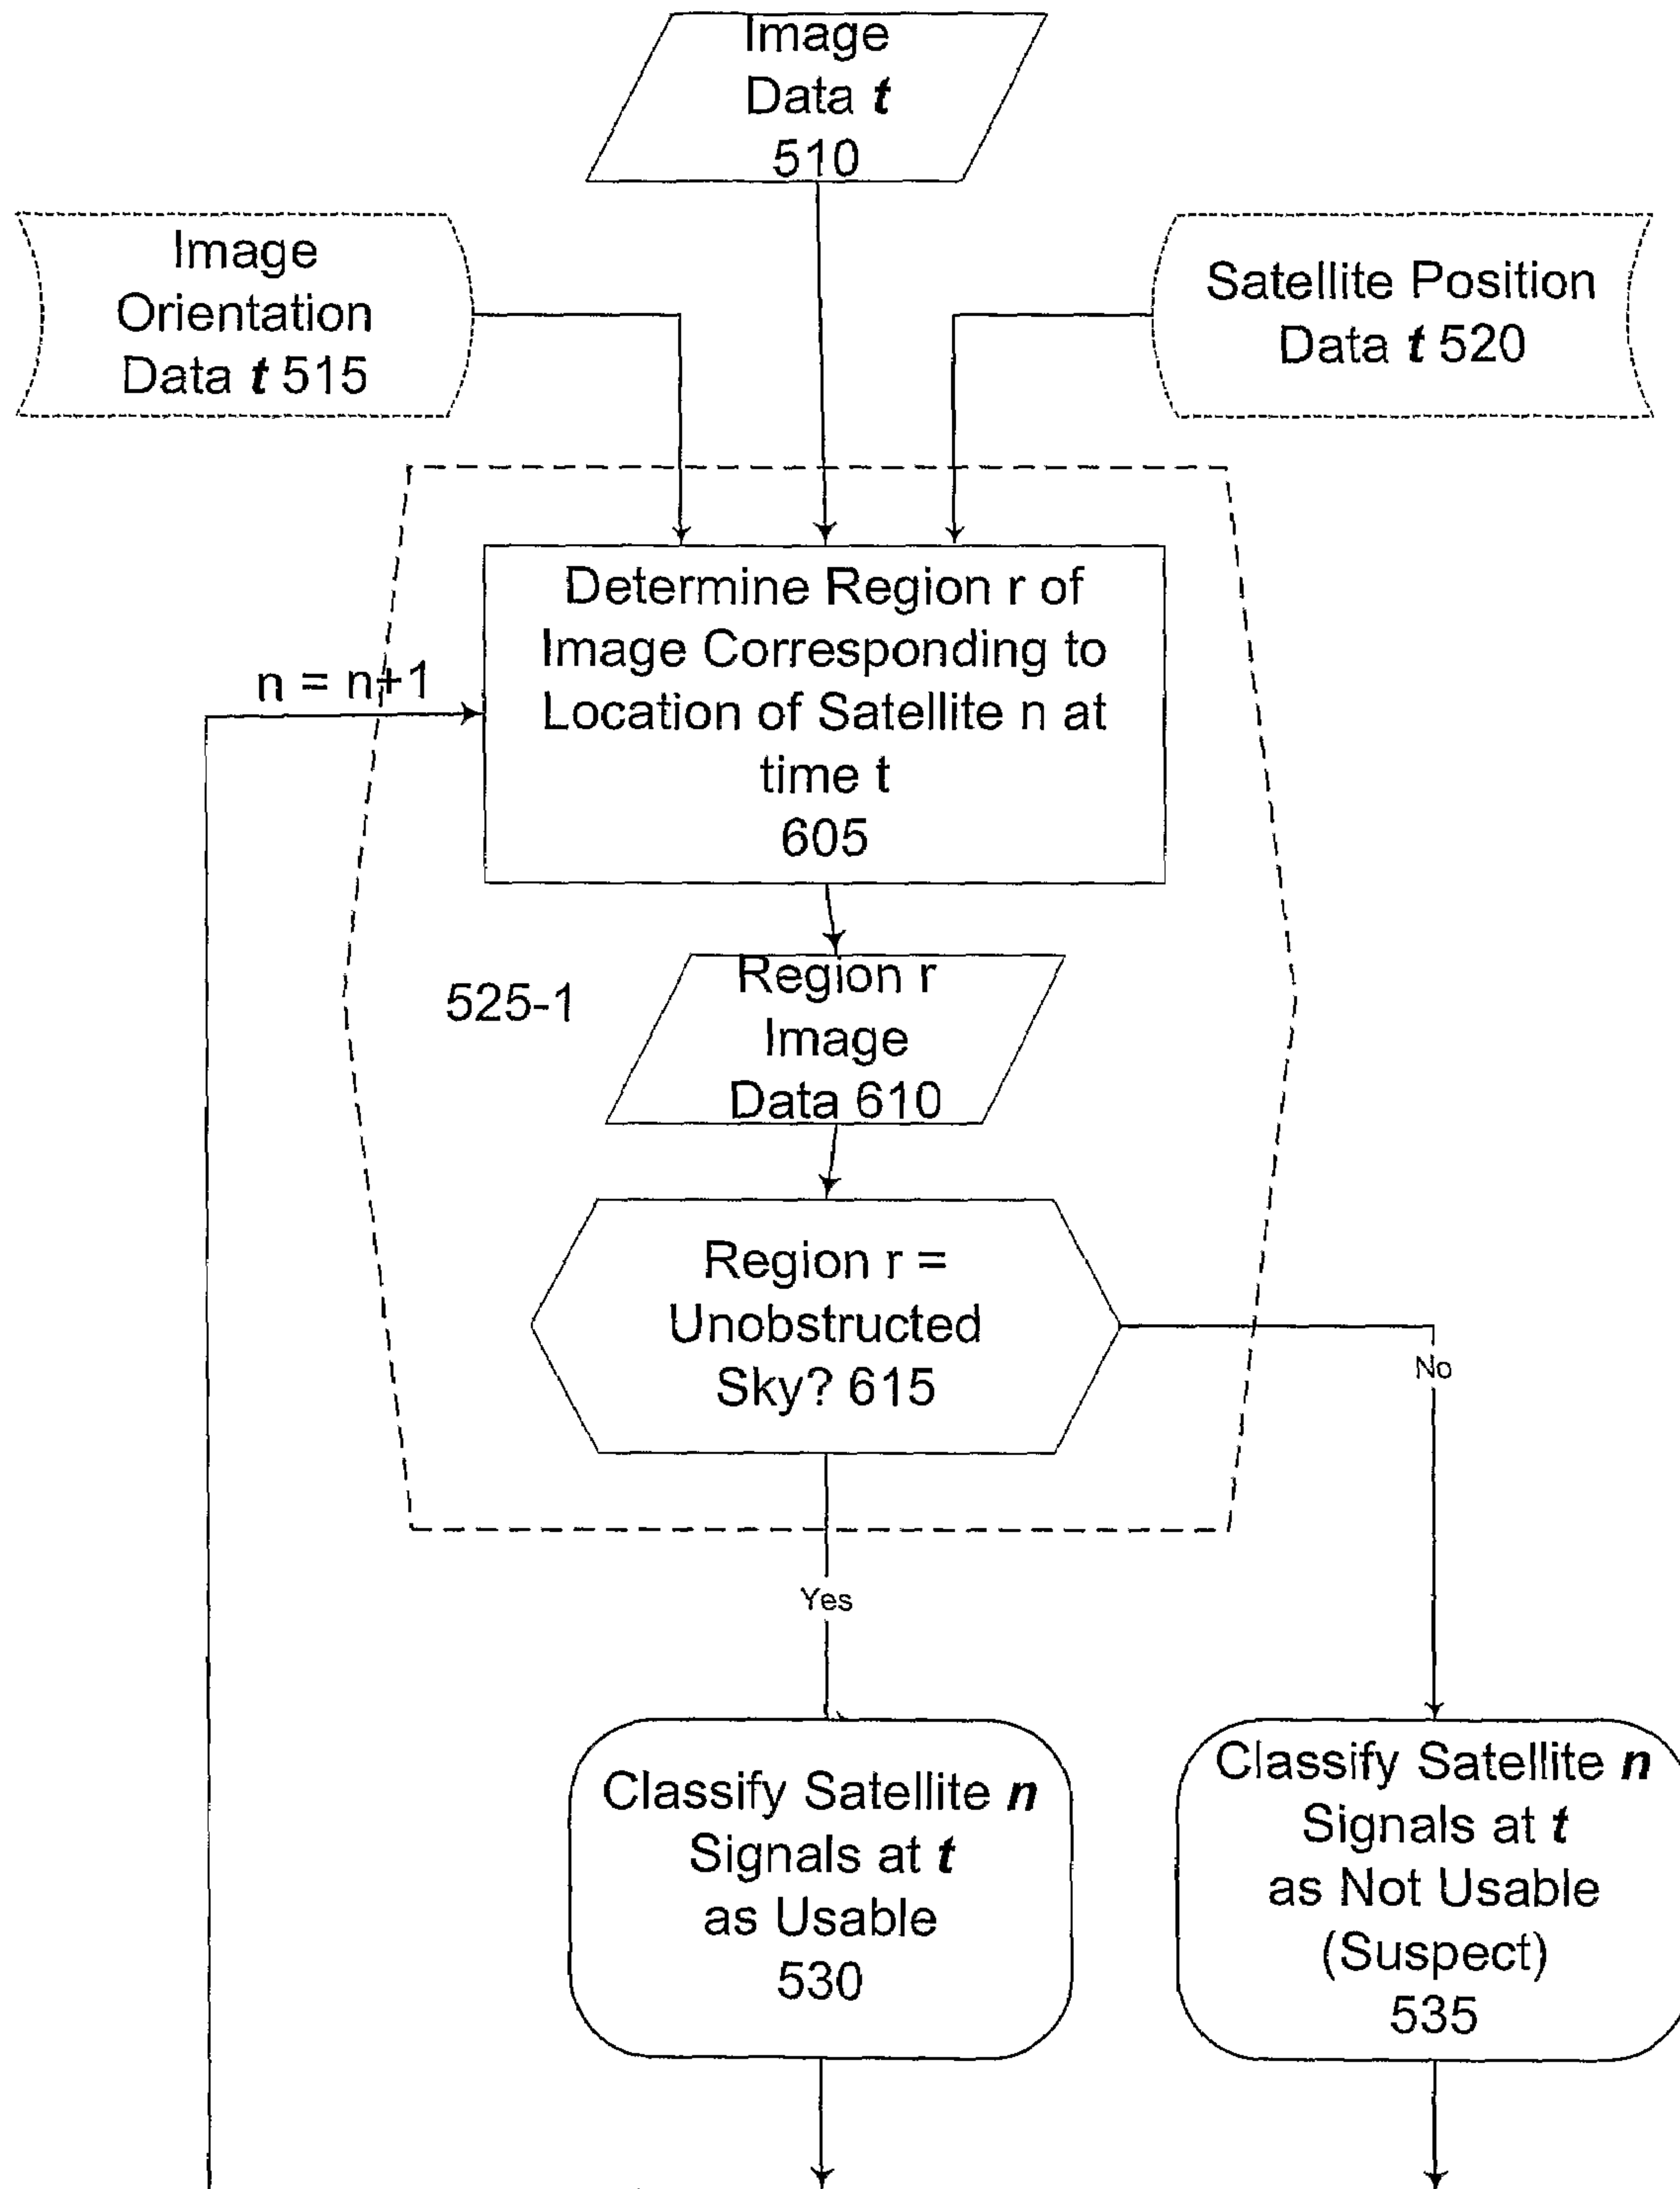 Image
Data t
510
Image
Orientation
Data t 515
Satellite Position
Data t 520
Determine Region r of
Image Corresponding to
Location of Satellite n at
time t
605
n = n+1
525-1
Region r
Image
Data 610
Region r =
Unobstructed
Sky? 615
No
Yes
Classify Satellite n
Signals at t
as Usable
530
Classify Satellite n
Signals at t
as Not Usable
(Suspect)
535